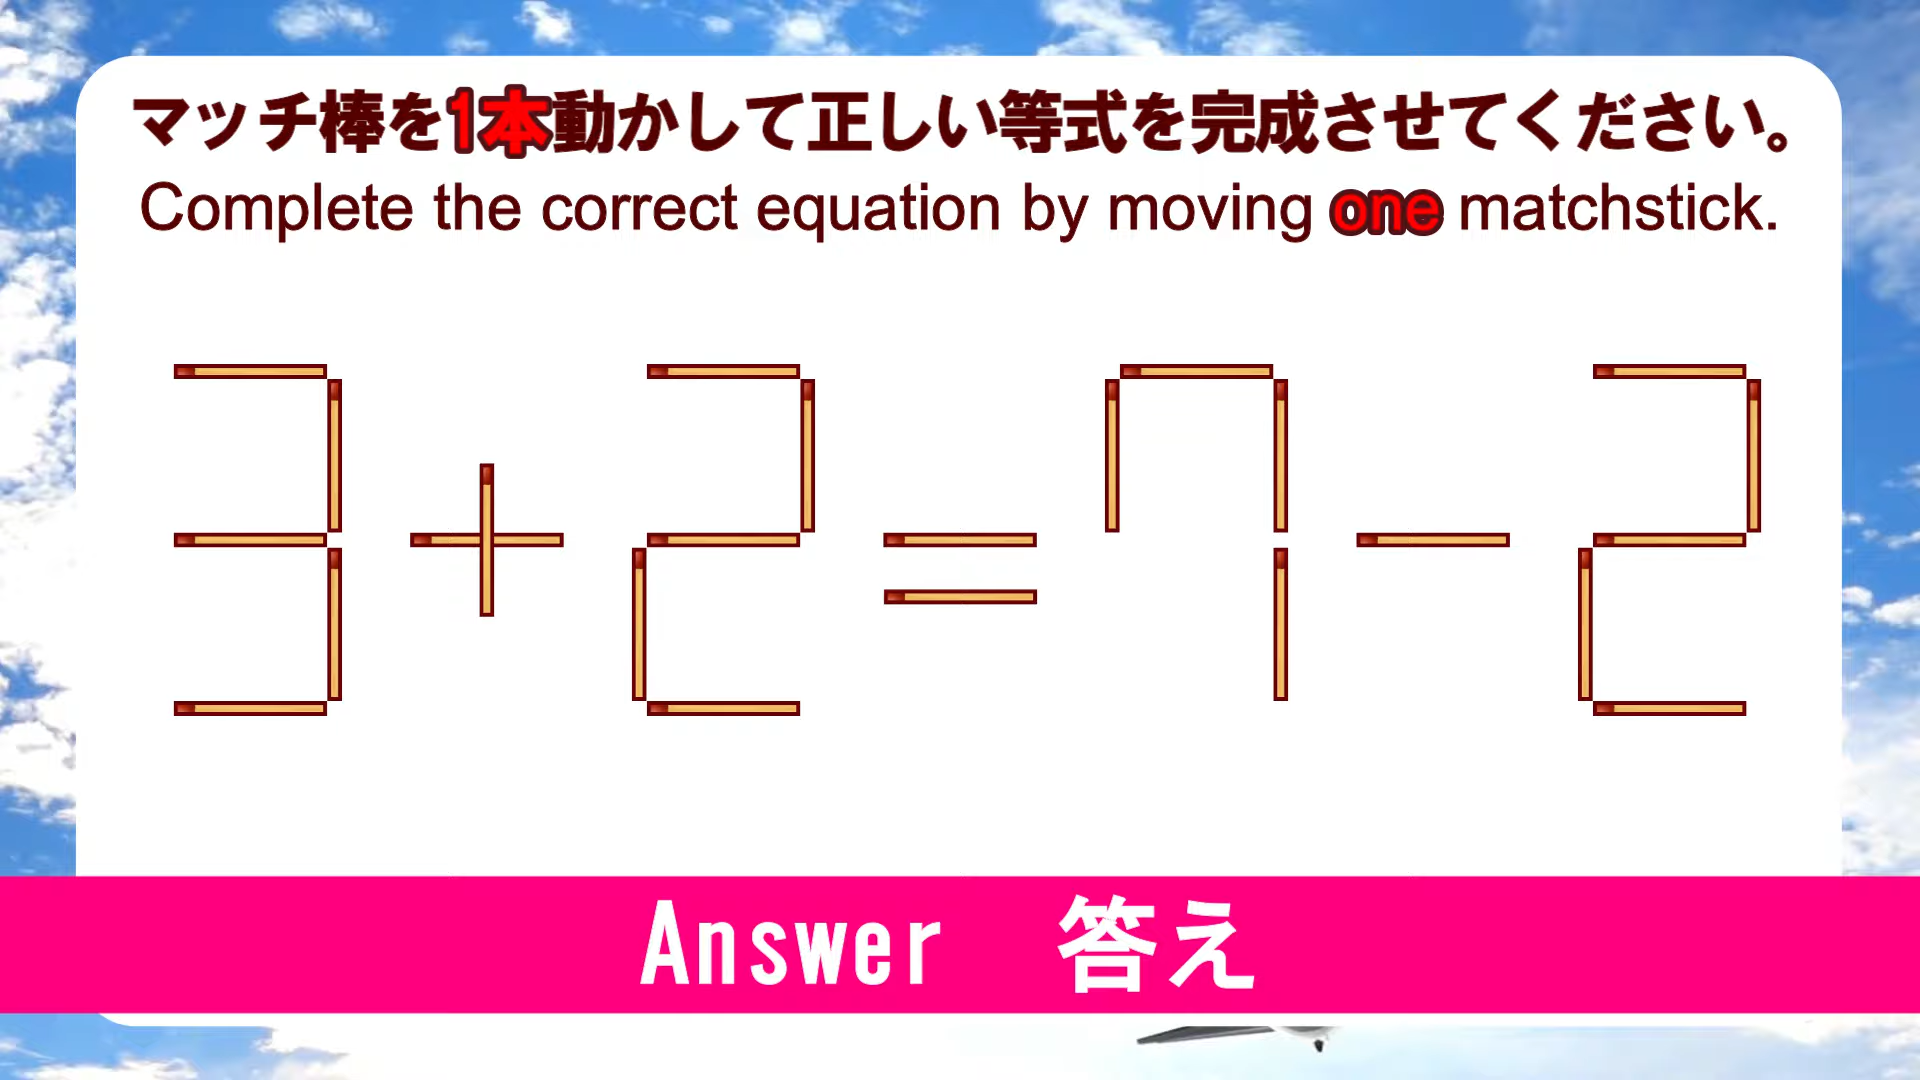 マッチ棒を1本動かして正しい等式を完成させてください。
Complete the correct equation by moving one matchstick.
3+2=7-2
Answer 答え